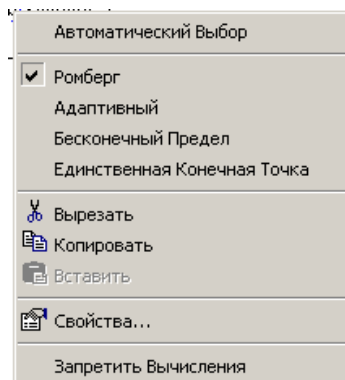 Автоматический Выбор
Ромберг
Адаптивный
Бесконечный Предел
Единственная Конечная Точка
Вырезать
Копировать
Вставить
Свойства...
Запретить Вычисления